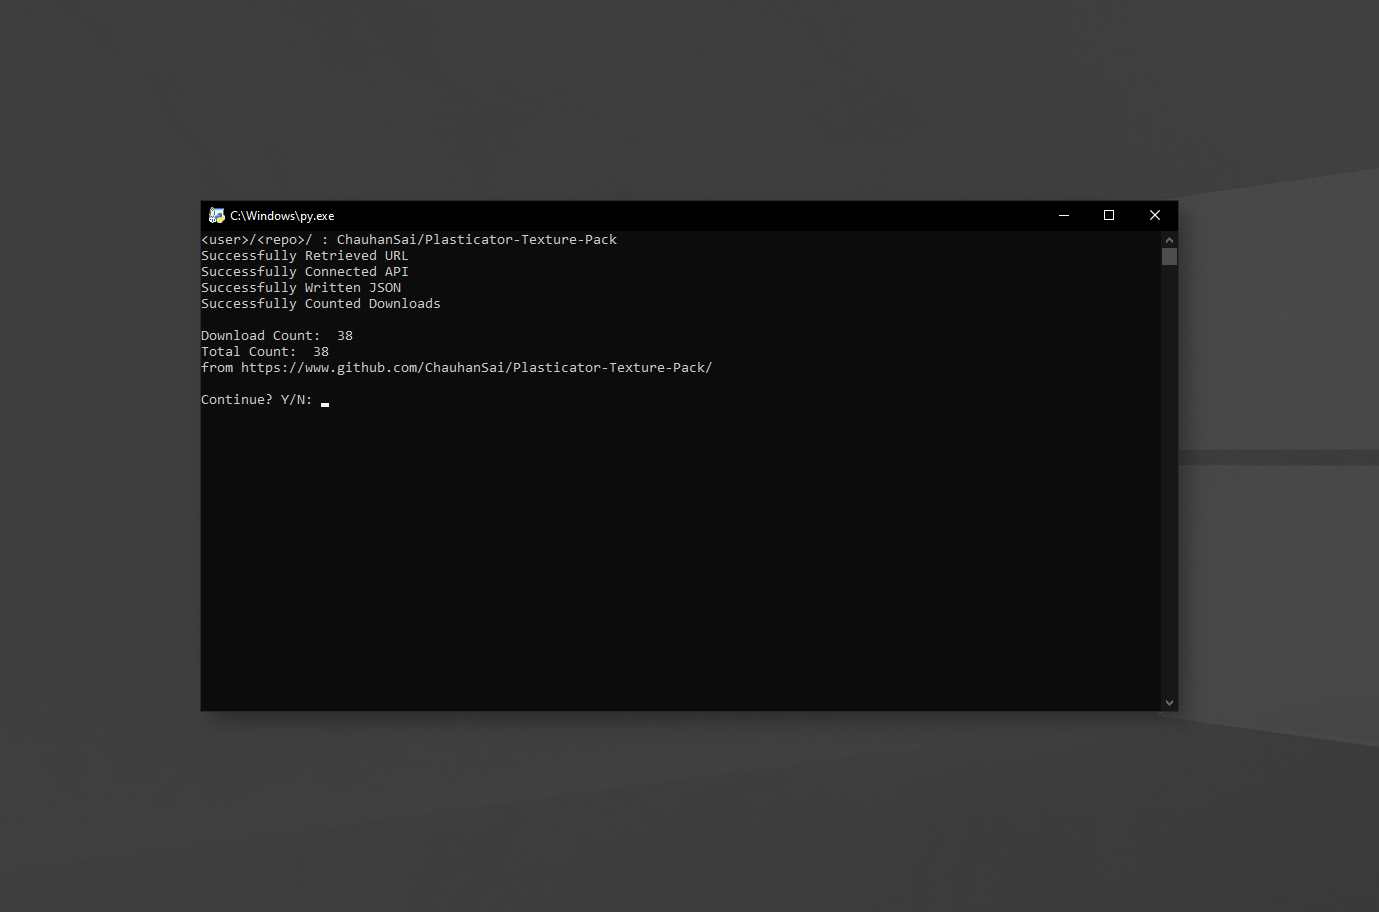 C:\Windows\py.exe
<user>/<repo>/ : ChauhanSai/Plasticator-Texture-Pack
Successfully Retrieved URL
Successfully Connected API
Successfully Written JSON
Successfully Counted Downloads
Download Count:  38
Total Count:  38
from https://www.github.com/ChauhanSai/Plasticator-Texture-Pack/
Continue? Y/N: